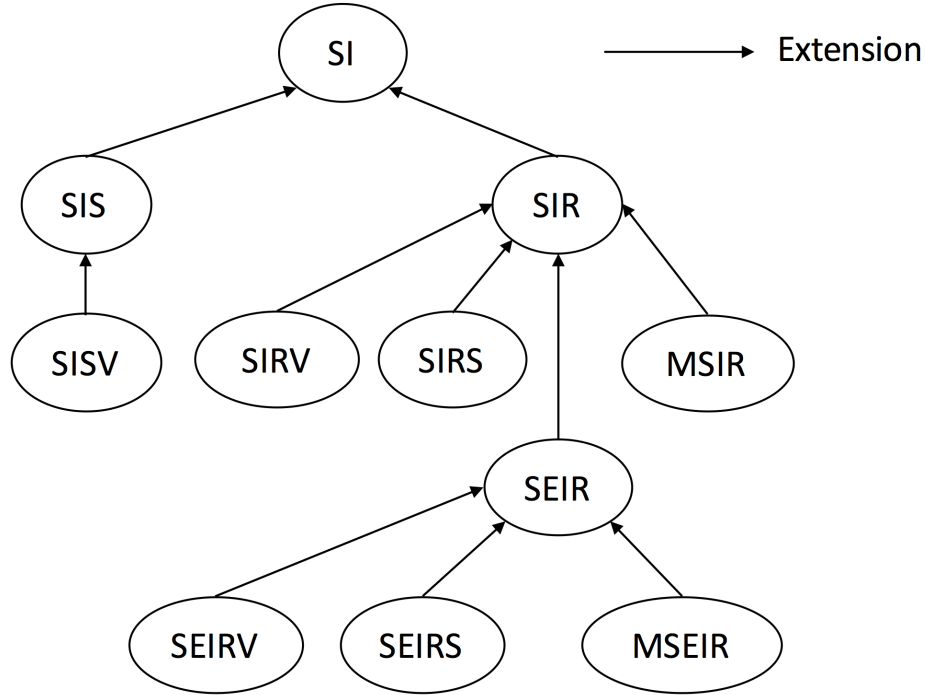 SI
Extension
SIS
SIR
SISV
SIRV
SIRS
MSIR
SEIR
SEIRV
SEIRS
MSEIR